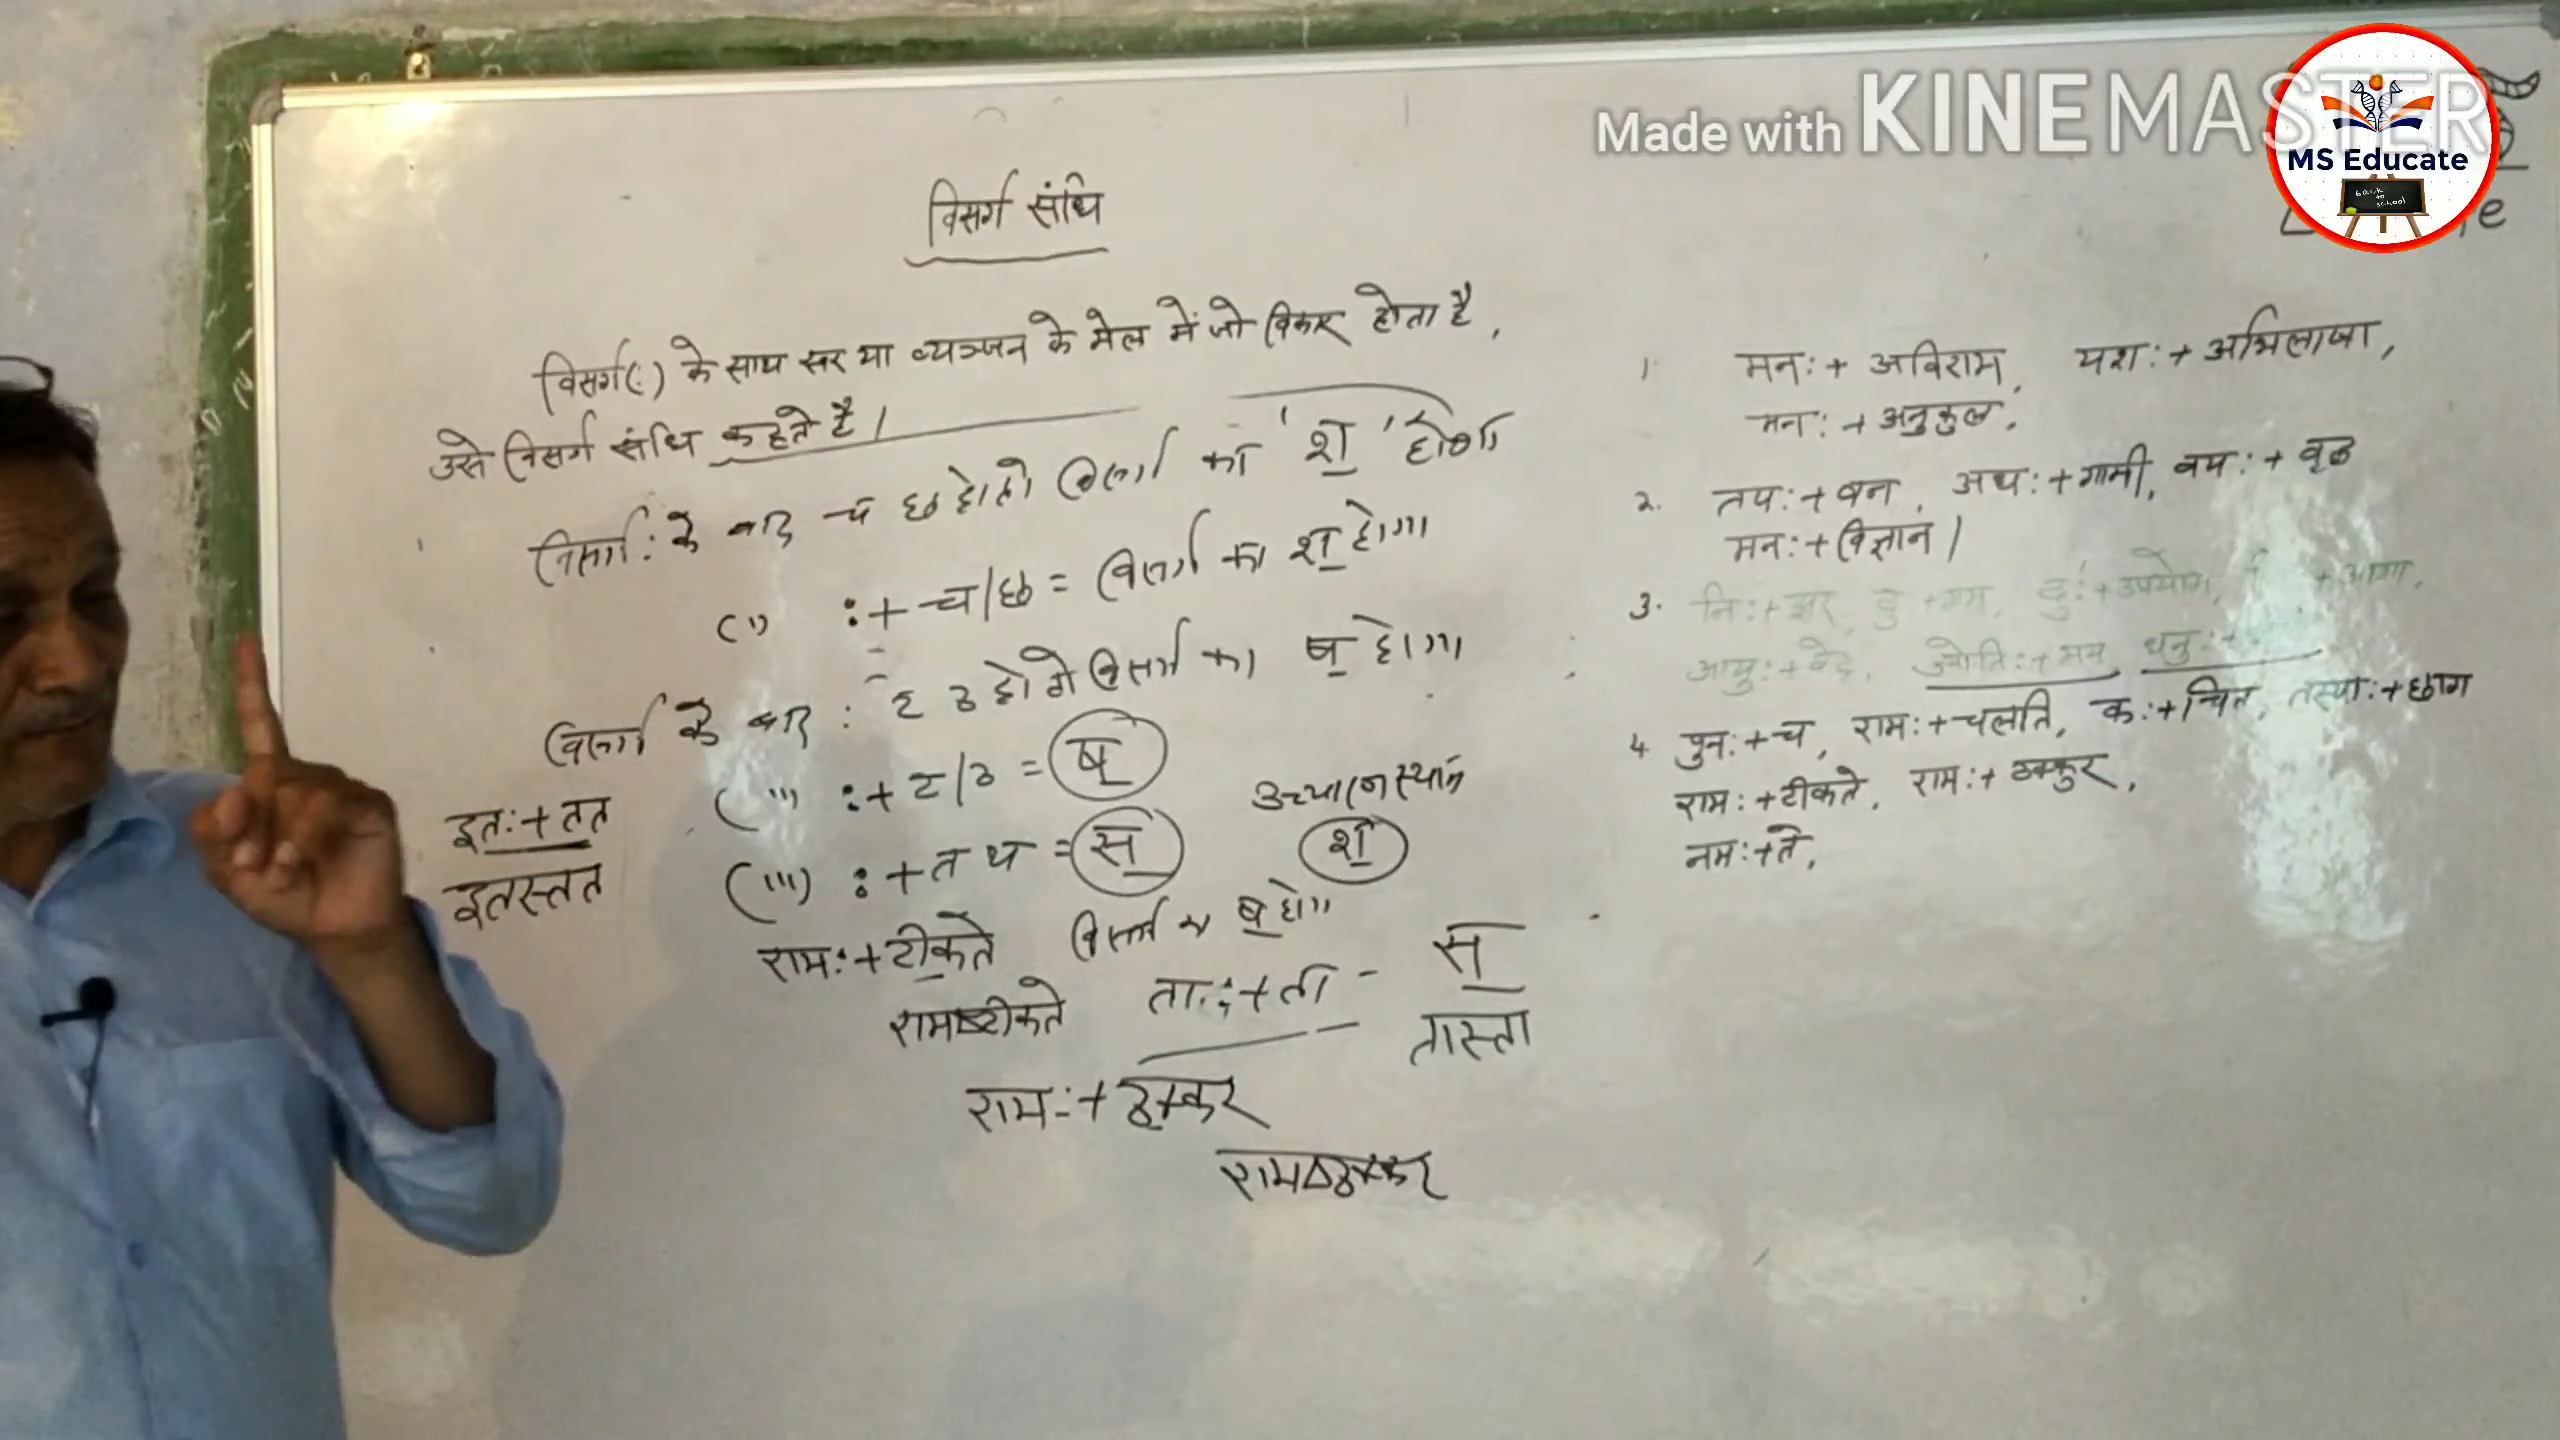 Made with KINEMASTER
MS Educate
विसर्ग संधि
विसर्ग(:) के साथ स्वर या व्यञ्जन के मेल में जो विकार होता है,
उसे विसर्ग संधि कहते है।
विसर्ग : के बाद च छ हो तो विसर्ग का 'श्' होगा
(i) : + च/छ = विसर्ग का श् होगा
विसर्ग के बाद : ट ठ हो तो विसर्ग का ष् होगा
(ii) : + ट/ठ = ष्
उच्चारण स्थान
(iii) : + त थ = स्
श्
इत: + तत
इतस्तत
राम: + टीकते विसर्ग का ष् होगा
रामष्टीकते
ता: + ता - स्
तास्ता
राम: + ठक्कर
रामष्ठक्कर
1. मन: + अविराम, यश: + अभिलाषा,
मन: + अनुकुल,
2. तप: + वन, अध: + गामी, वय: + वृद्ध
मन: + विज्ञान।
3. नि: + झर, दु: + उपयोग, + आशा,
आयु: + वेद, ज्योति: + मय, धनु: +
4. पुन: + च, राम: + चलति, क: + चित, तस्या: + छाग
राम: + टीकते, राम: + ठक्कुर,
नम: + ते,